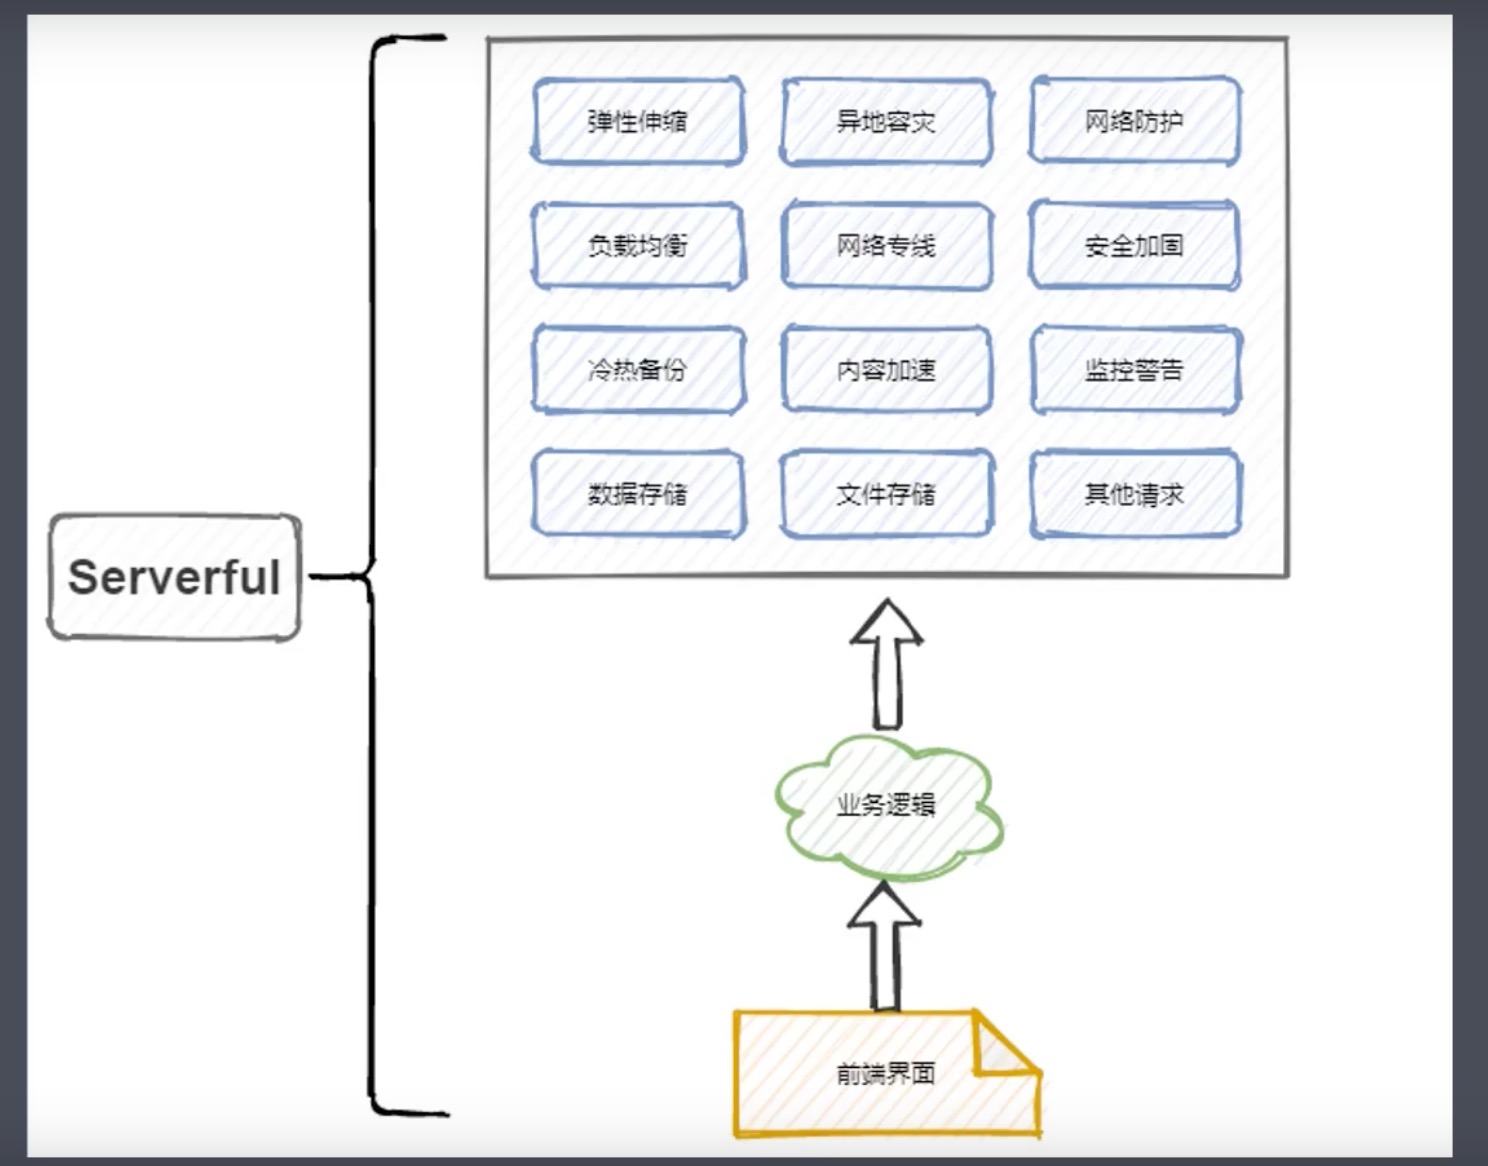 弹性伸缩
异地容灾
网络防护
负载均衡
网络专线
安全加固
冷热备份
内容加速
监控警告
数据存储
文件存储
其他请求
Serverful
业务逻辑
前端界面